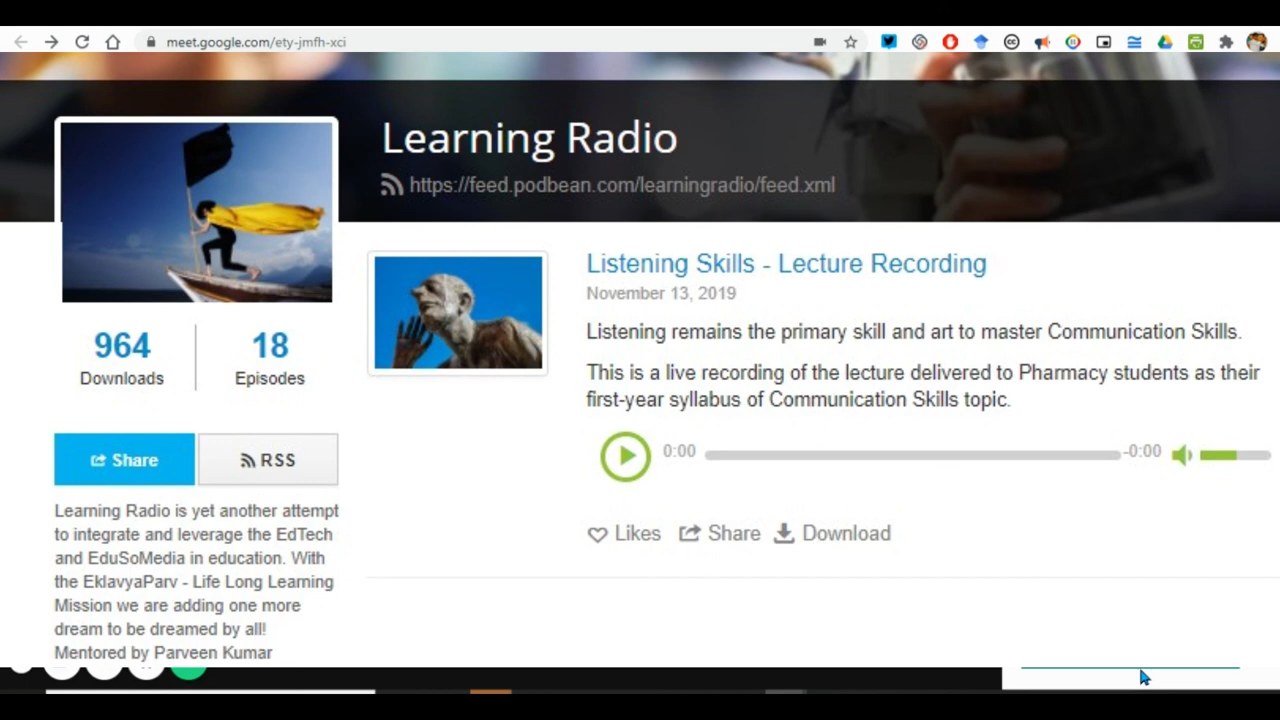 meet.google.com/ety-jmfh-xci
Learning Radio
https://feed.podbean.com/learningradio/feed.xml
964
Downloads
18
Episodes
Share
RSS
Learning Radio is yet another attempt
to integrate and leverage the EdTech
and EduSoMedia in education. With
the EklavyaParv - Life Long Learning
Mission we are adding one more
dream to be dreamed by all!
Mentored by Parveen Kumar
Listening Skills - Lecture Recording
November 13, 2019
Listening remains the primary skill and art to master Communication Skills.
This is a live recording of the lecture delivered to Pharmacy students as their
first-year syllabus of Communication Skills topic.
0:00
-0:00
Likes
Share
Download